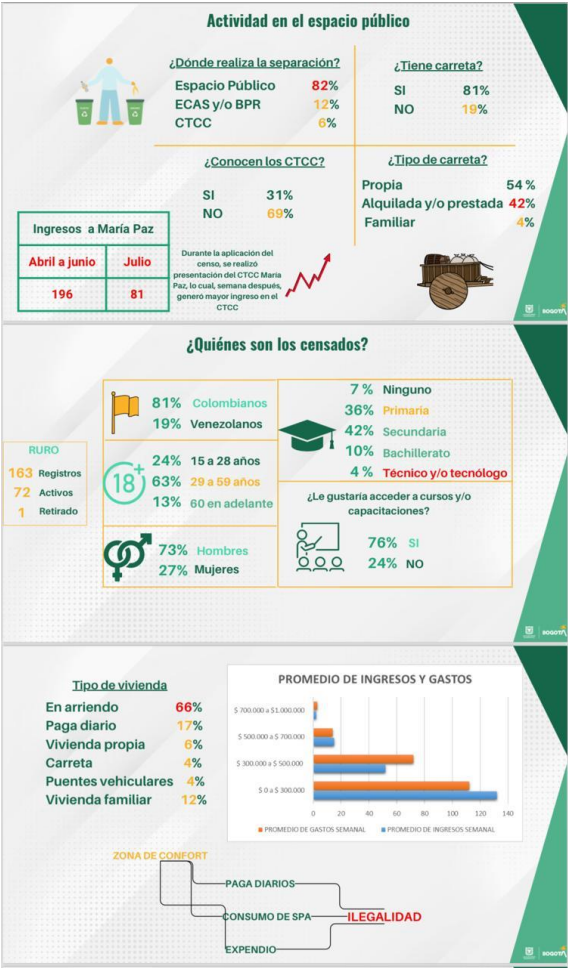 Actividad en el espacio público
¿Dónde realiza la separación?
Espacio Público 82%
ECAS y/o BPR 12%
CTCC 6%
¿Tiene carreta?
SI 81%
NO 19%
¿Conocen los CTCC?
SI 31%
NO 69%
¿Tipo de carreta?
Propia 54 %
Alquilada y/o prestada 42%
Familiar 4%
Ingresos a María Paz
Abril a junio Julio
196 81
Durante la aplicación del
censo, se realizó
presentación del CTCC María
Paz, lo cual, semana después,
generó mayor ingreso en el
CTCC
BOGOTÁ
¿Quiénes son los censados?
RURO
163 Registros
72 Activos
1 Retirado
81% Colombianos
19% Venezolanos
18+
24% 15 a 28 años
63% 29 a 59 años
13% 60 en adelante
73% Hombres
27% Mujeres
7 % Ninguno
36% Primaria
42% Secundaria
10% Bachillerato
4 % Técnico y/o tecnólogo
¿Le gustaría acceder a cursos y/o
capacitaciones?
76% SI
24% NO
BOGOTÁ
Tipo de vivienda
En arriendo 66%
Paga diario 17%
Vivienda propia 6%
Carreta 4%
Puentes vehiculares 4%
Vivienda familiar 12%
PROMEDIO DE INGRESOS Y GASTOS
$ 700.000 a $1.000.000
$ 500.000 a $ 700.000
$ 300.000 a $ 500.000
$ 0 a $ 300.000
0 20 40 60 80 100 120 140
PROMEDIO DE GASTOS SEMANAL PROMEDIO DE INGRESOS SEMANAL
ZONA DE CONFORT
PAGA DIARIOS
CONSUMO DE SPA
ILEGALIDAD
EXPENDIO
BOGOTÁ